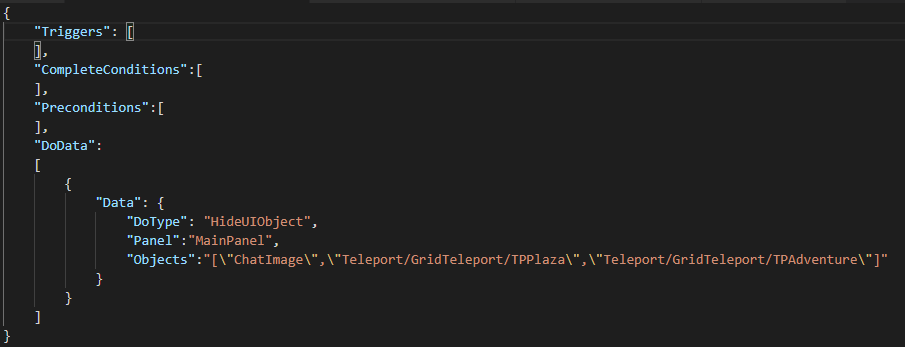 {
"Triggers": [
],
"CompleteConditions":[
],
"Preconditions":[
],
"DoData":
[
{
"Data": {
"DoType": "HideUIObject",
"Panel":"MainPanel",
"Objects":"[\"ChatImage\",\"Teleport/GridTeleport/TPPlaza\",\"Teleport/GridTeleport/TPAdventure\"]"
}
}
]
}